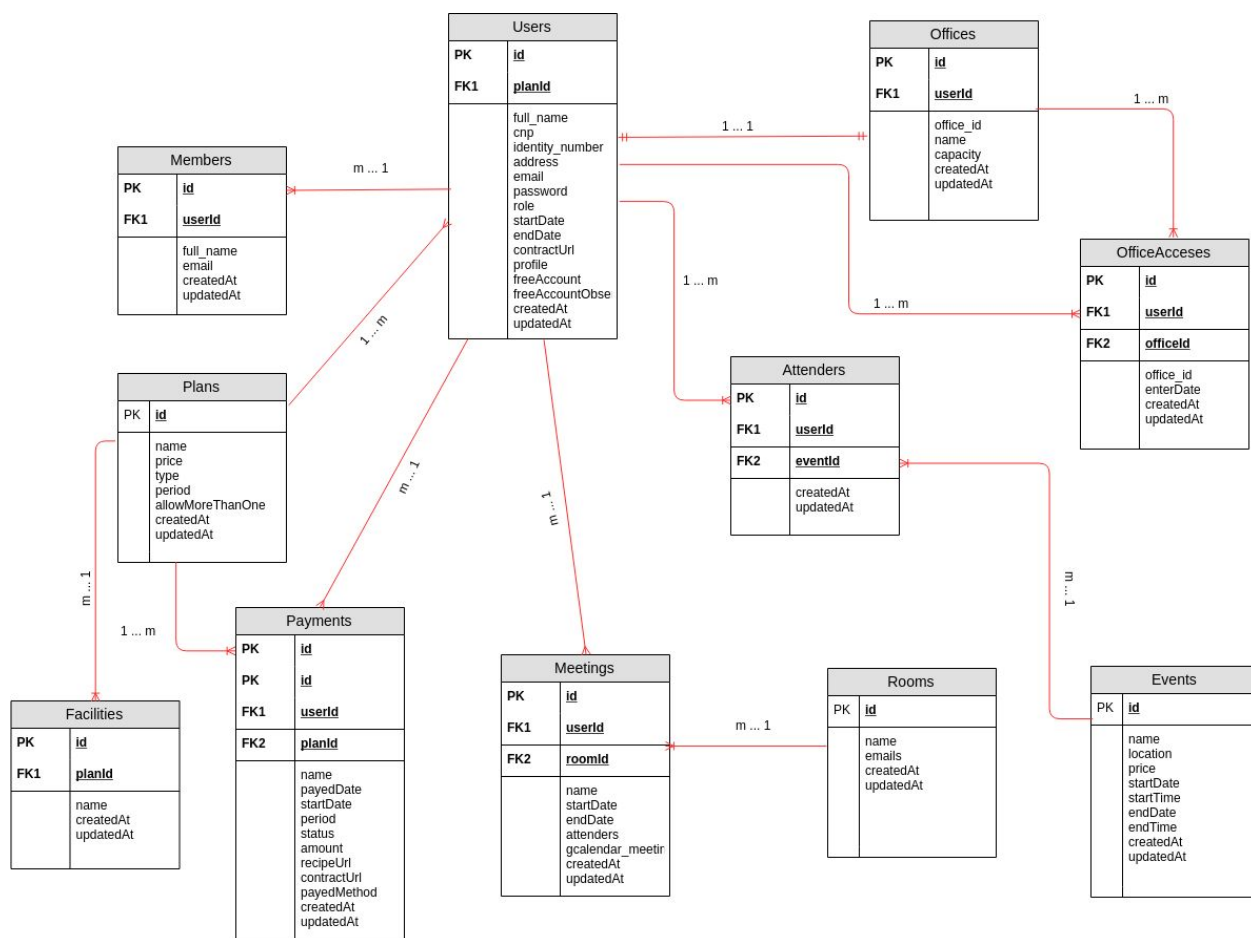 Users
PK id
FK1 planId
full_name
cnp
identity_number
address
email
password
role
startDate
endDate
contractUrl
profile
freeAccount
freeAccountObse
createdAt
updatedAt
Offices
PK id
FK1 userId
office_id
name
capacity
createdAt
updatedAt
1 ... m
1 ... 1
Members
PK id
FK1 userId
full_name
email
createdAt
updatedAt
m ... 1
OfficeAcceses
PK id
FK1 userId
FK2 officeId
office_id
enterDate
createdAt
updatedAt
1 ... m
1 ... m
1 ... m
Attenders
PK id
FK1 userId
FK2 eventId
createdAt
updatedAt
Plans
PK id
name
price
type
period
allowMoreThanOne
createdAt
updatedAt
m ... 1
m ... 1
m ... 1
m ... 1
1 ... m
Payments
PK id
PK id
FK1 userId
FK2 planId
name
payedDate
startDate
period
status
amount
recipeUrl
contractUrl
payedMethod
createdAt
updatedAt
Facilities
PK id
FK1 planId
name
createdAt
updatedAt
Meetings
PK id
FK1 userId
FK2 roomId
name
startDate
endDate
attenders
gcalendar_meetin
createdAt
updatedAt
m ... 1
Rooms
PK id
name
emails
createdAt
updatedAt
Events
PK id
name
location
price
startDate
startTime
endDate
endTime
createdAt
updatedAt